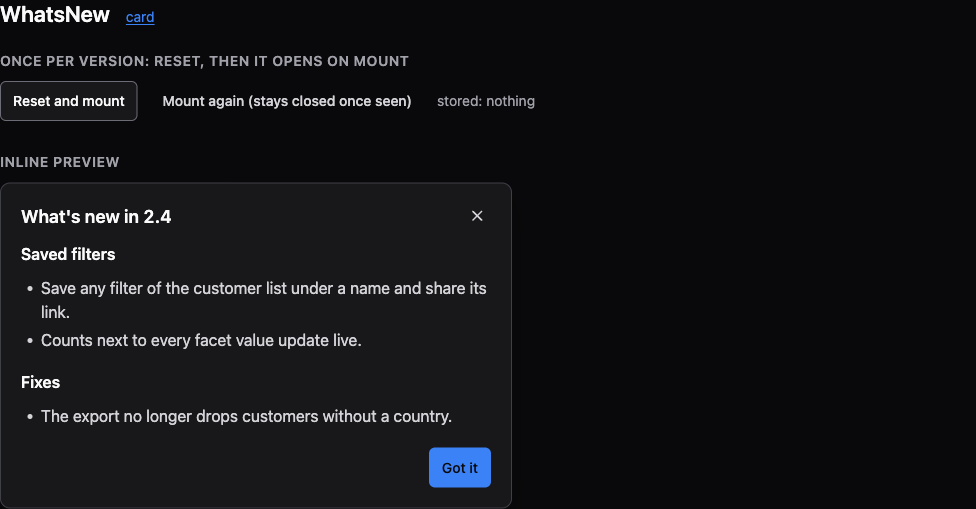 WhatsNew card
ONCE PER VERSION: RESET, THEN IT OPENS ON MOUNT
Reset and mount Mount again (stays closed once seen) stored: nothing
INLINE PREVIEW
What's new in 2.4
Saved filters
• Save any filter of the customer list under a name and share its
link.
• Counts next to every facet value update live.
Fixes
• The export no longer drops customers without a country.
Got it